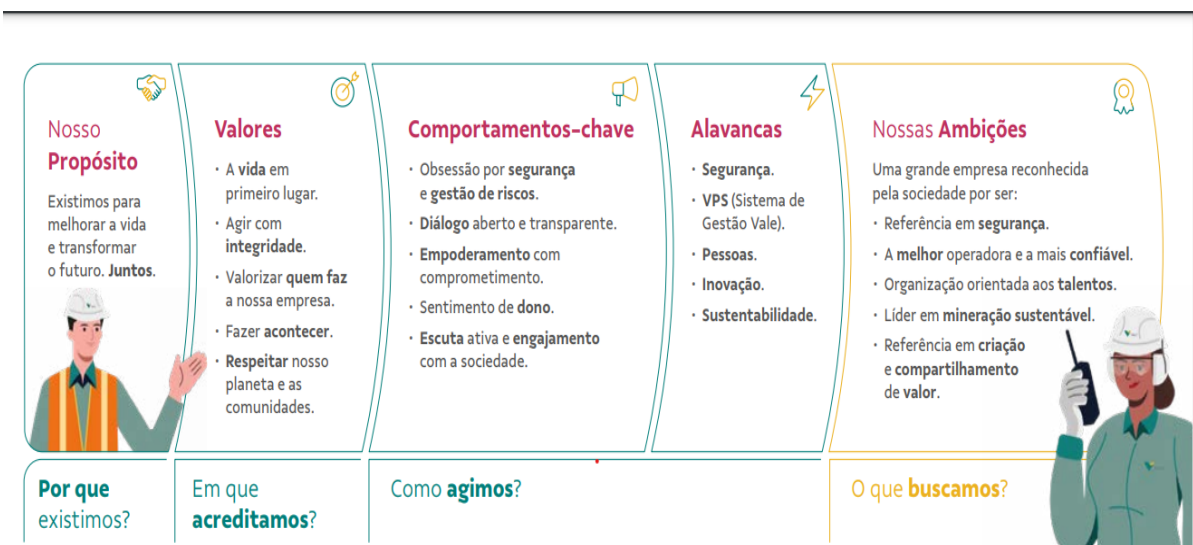 Nosso
Propósito
Existimos para
melhorar a vida
e transformar
o futuro. Juntos.
Valores
· A vida em
primeiro lugar.
· Agir com
integridade.
· Valorizar quem faz
a nossa empresa.
· Fazer acontecer.
· Respeitar nosso
planeta e as
comunidades.
Comportamentos-chave
· Obsessão por segurança
e gestão de riscos.
· Diálogo aberto e transparente.
· Empoderamento com
comprometimento.
· Sentimento de dono.
· Escuta ativa e engajamento
com a sociedade.
Alavancas
· Segurança.
· VPS (Sistema de
Gestão Vale).
· Pessoas.
· Inovação.
· Sustentabilidade.
Nossas Ambições
Uma grande empresa reconhecida
pela sociedade por ser:
· Referência em segurança.
· A melhor operadora e a mais confiável.
· Organização orientada aos talentos.
· Líder em mineração sustentável.
· Referência em criação
e compartilhamento
de valor.
Por que
existimos?
Em que
acreditamos?
Como agimos?
O que buscamos?